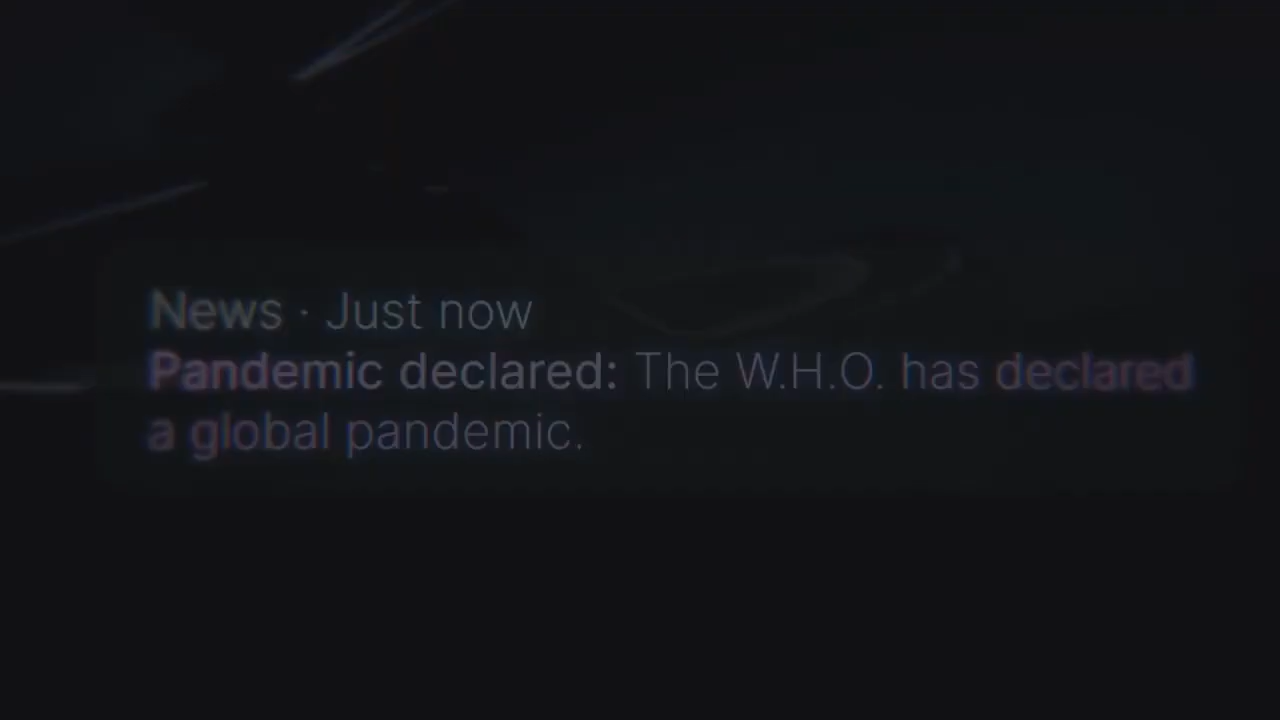 News · Just now
Pandemic declared: The W.H.O. has declared
a global pandemic.